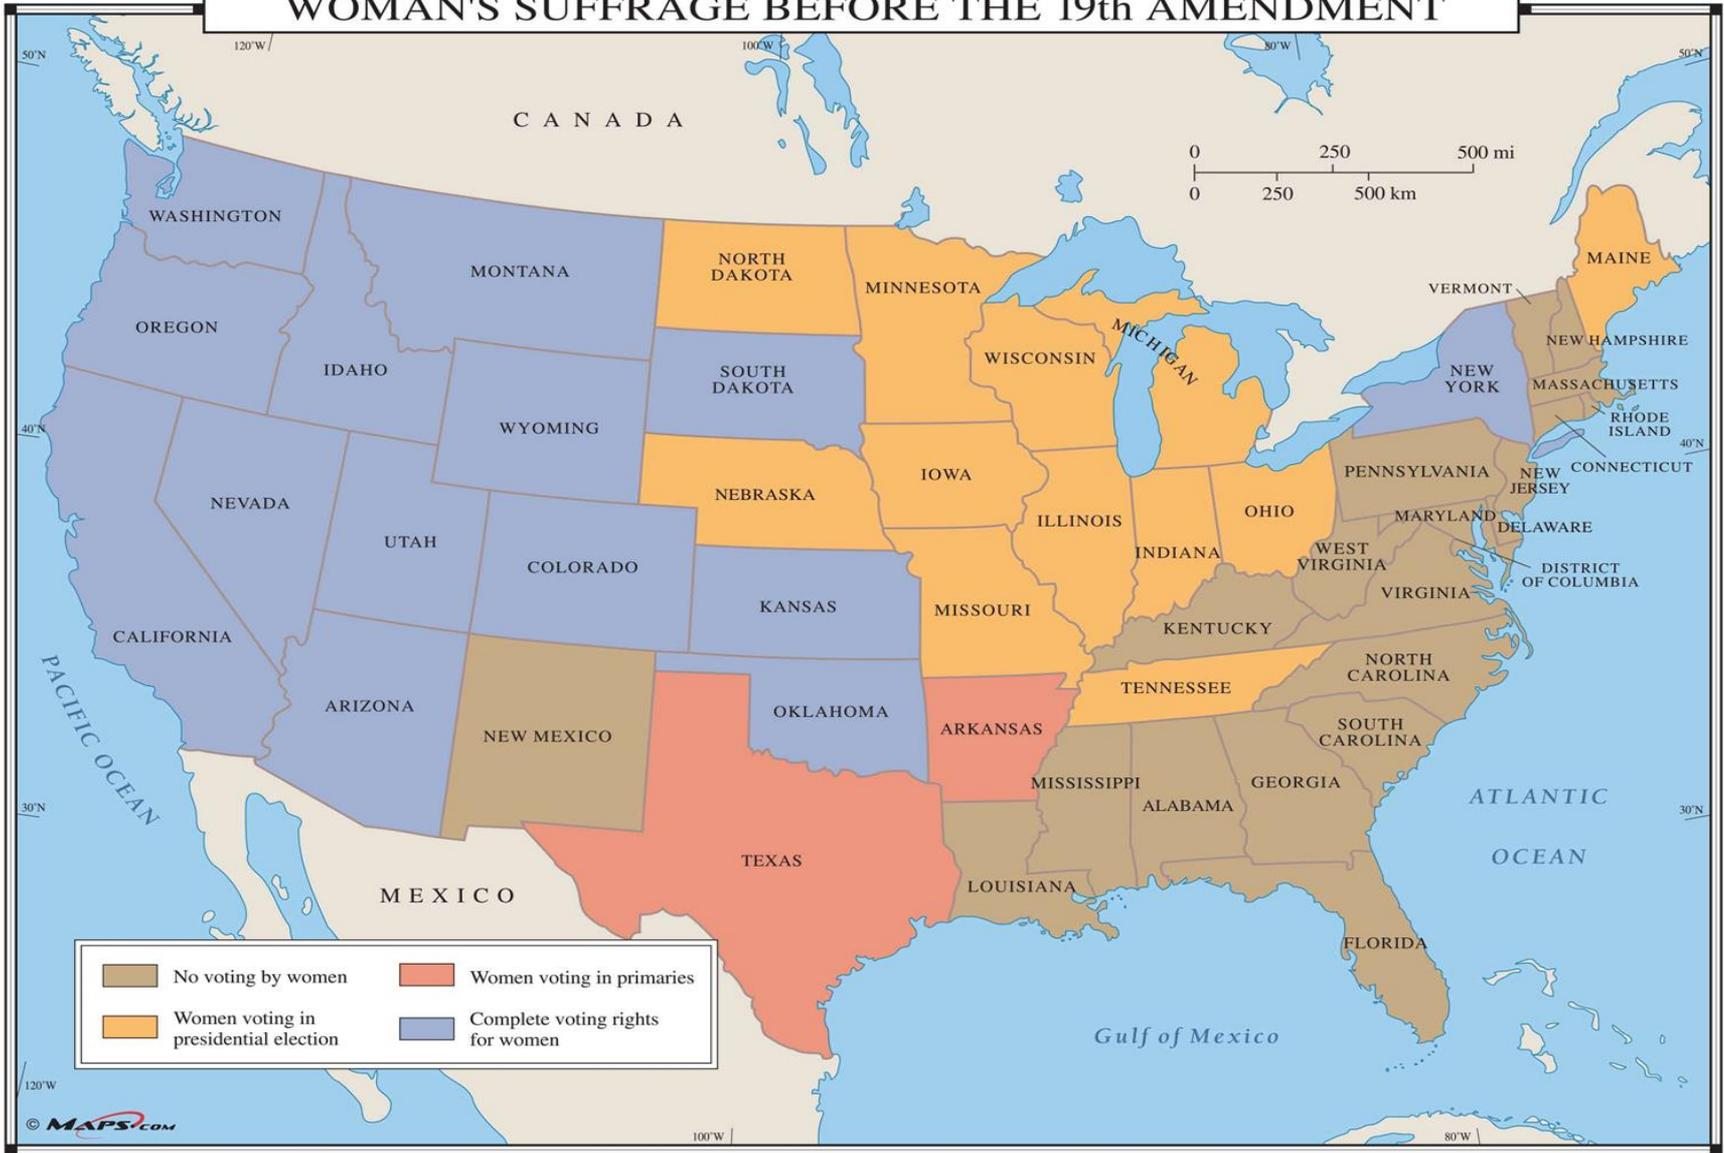 WOMAN'S SUFFRAGE BEFORE THE 19th AMENDMENT
120°W
100°W
80°W
50°N
50°N
CANADA
0 250 500 mi
0 250 500 km
WASHINGTON
MONTANA
NORTH
DAKOTA
MINNESOTA
MAINE
VERMONT
OREGON
IDAHO
SOUTH
DAKOTA
WISCONSIN
MICHIGAN
NEW HAMPSHIRE
NEW
YORK
MASSACHUSETTS
RHODE
ISLAND
WYOMING
40°N
40°N
IOWA
PENNSYLVANIA
CONNECTICUT
NEW
JERSEY
NEVADA
NEBRASKA
ILLINOIS
OHIO
MARYLAND
DELAWARE
UTAH
COLORADO
INDIANA
WEST
VIRGINIA
DISTRICT
OF COLUMBIA
VIRGINIA
CALIFORNIA
KANSAS
MISSOURI
KENTUCKY
PACIFIC OCEAN
ARIZONA
NEW MEXICO
OKLAHOMA
ARKANSAS
TENNESSEE
NORTH
CAROLINA
SOUTH
CAROLINA
MISSISSIPPI
ALABAMA
GEORGIA
ATLANTIC
OCEAN
30°N
30°N
TEXAS
LOUISIANA
MEXICO
FLORIDA
Gulf of Mexico
No voting by women
Women voting in
presidential election
Women voting in primaries
Complete voting rights
for women
120°W
© MAPS.COM
100°W
80°W